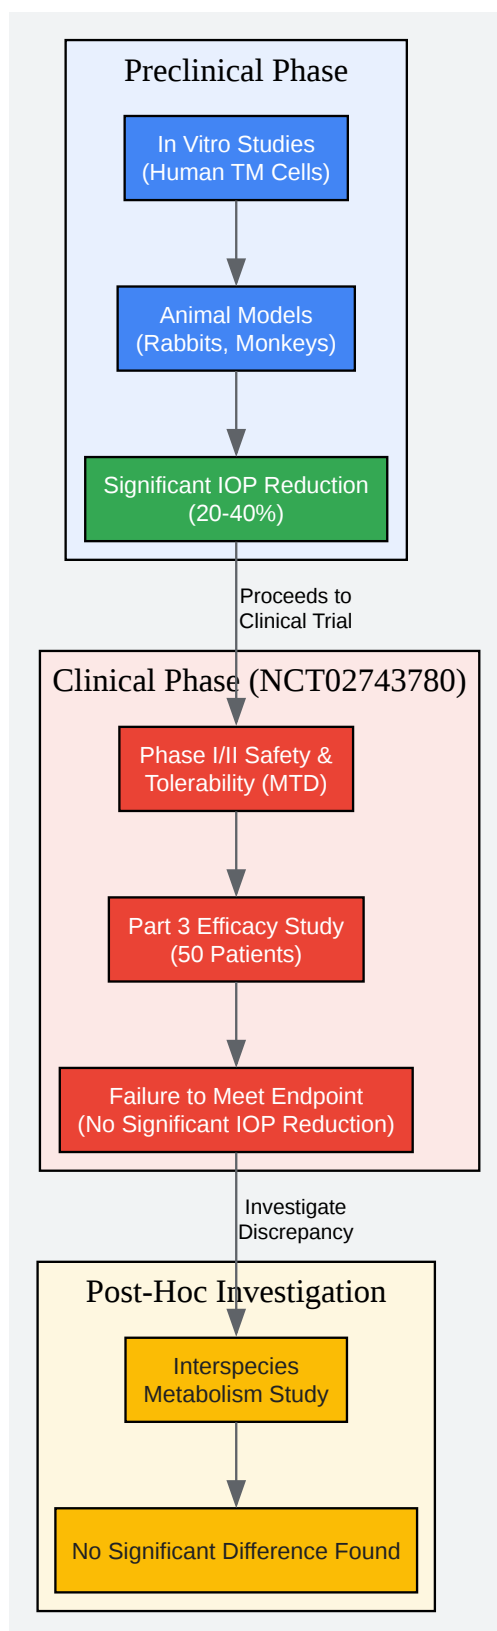 Preclinical Phase
In Vitro Studies
(Human TM Cells)
Animal Models
(Rabbits, Monkeys)
Significant IOP Reduction
(20-40%)
Proceeds to
Clinical Trial
Clinical Phase (NCT02743780)
Phase I/II Safety &
Tolerability (MTD)
Part 3 Efficacy Study
(50 Patients)
Failure to Meet Endpoint
(No Significant IOP Reduction)
Investigate
Discrepancy
Post-Hoc Investigation
Interspecies
Metabolism Study
No Significant Difference Found